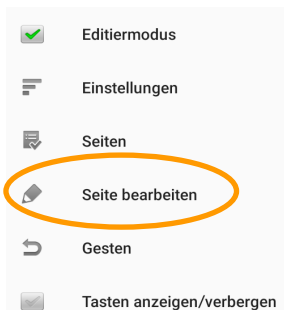 Editiermodus
Einstellungen
Seiten
Seite bearbeiten
Gesten
Tasten anzeigen/verbergen